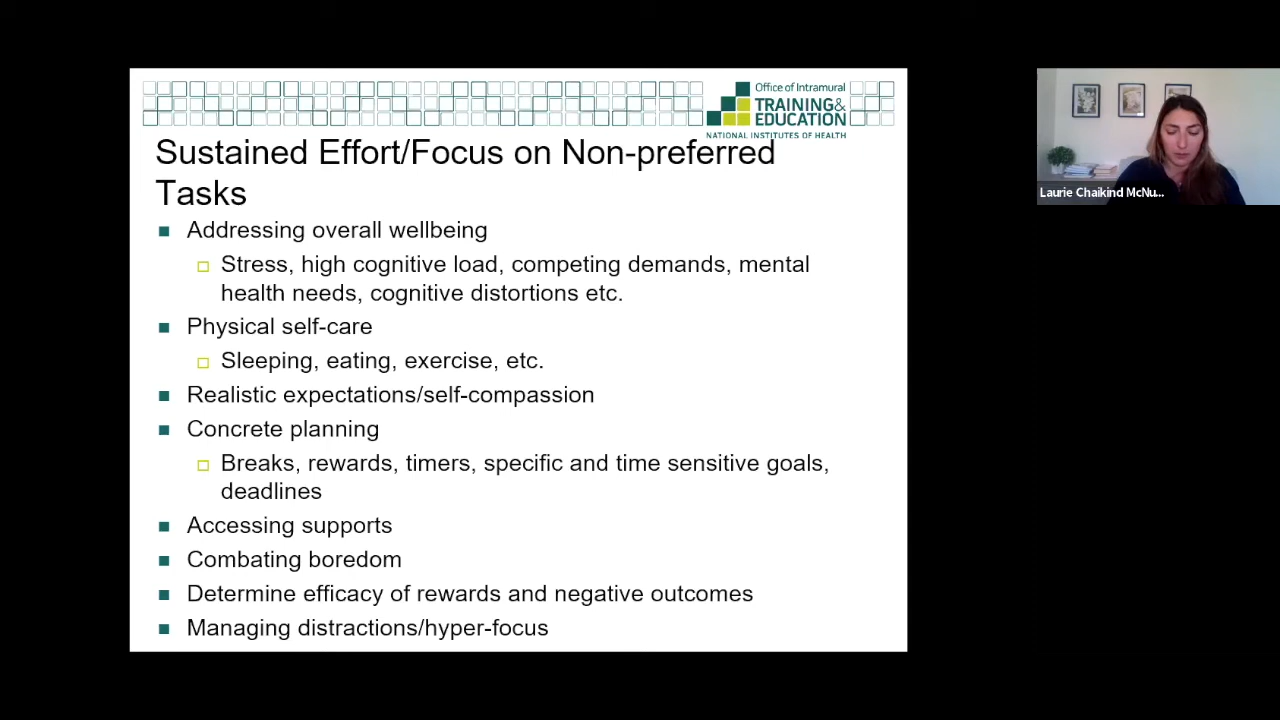 Office of Intramural
TRAINING&
EDUCATION
NATIONAL INSTITUTES OF HEALTH
Sustained Effort/Focus on Non-preferred
Tasks
Addressing overall wellbeing
Stress, high cognitive load, competing demands, mental
health needs, cognitive distortions etc.
Physical self-care
Sleeping, eating, exercise, etc.
Realistic expectations/self-compassion
Concrete planning
Breaks, rewards, timers, specific and time sensitive goals,
deadlines
Accessing supports
Combating boredom
Determine efficacy of rewards and negative outcomes
Managing distractions/hyper-focus
Laurie Chaikind McNu...